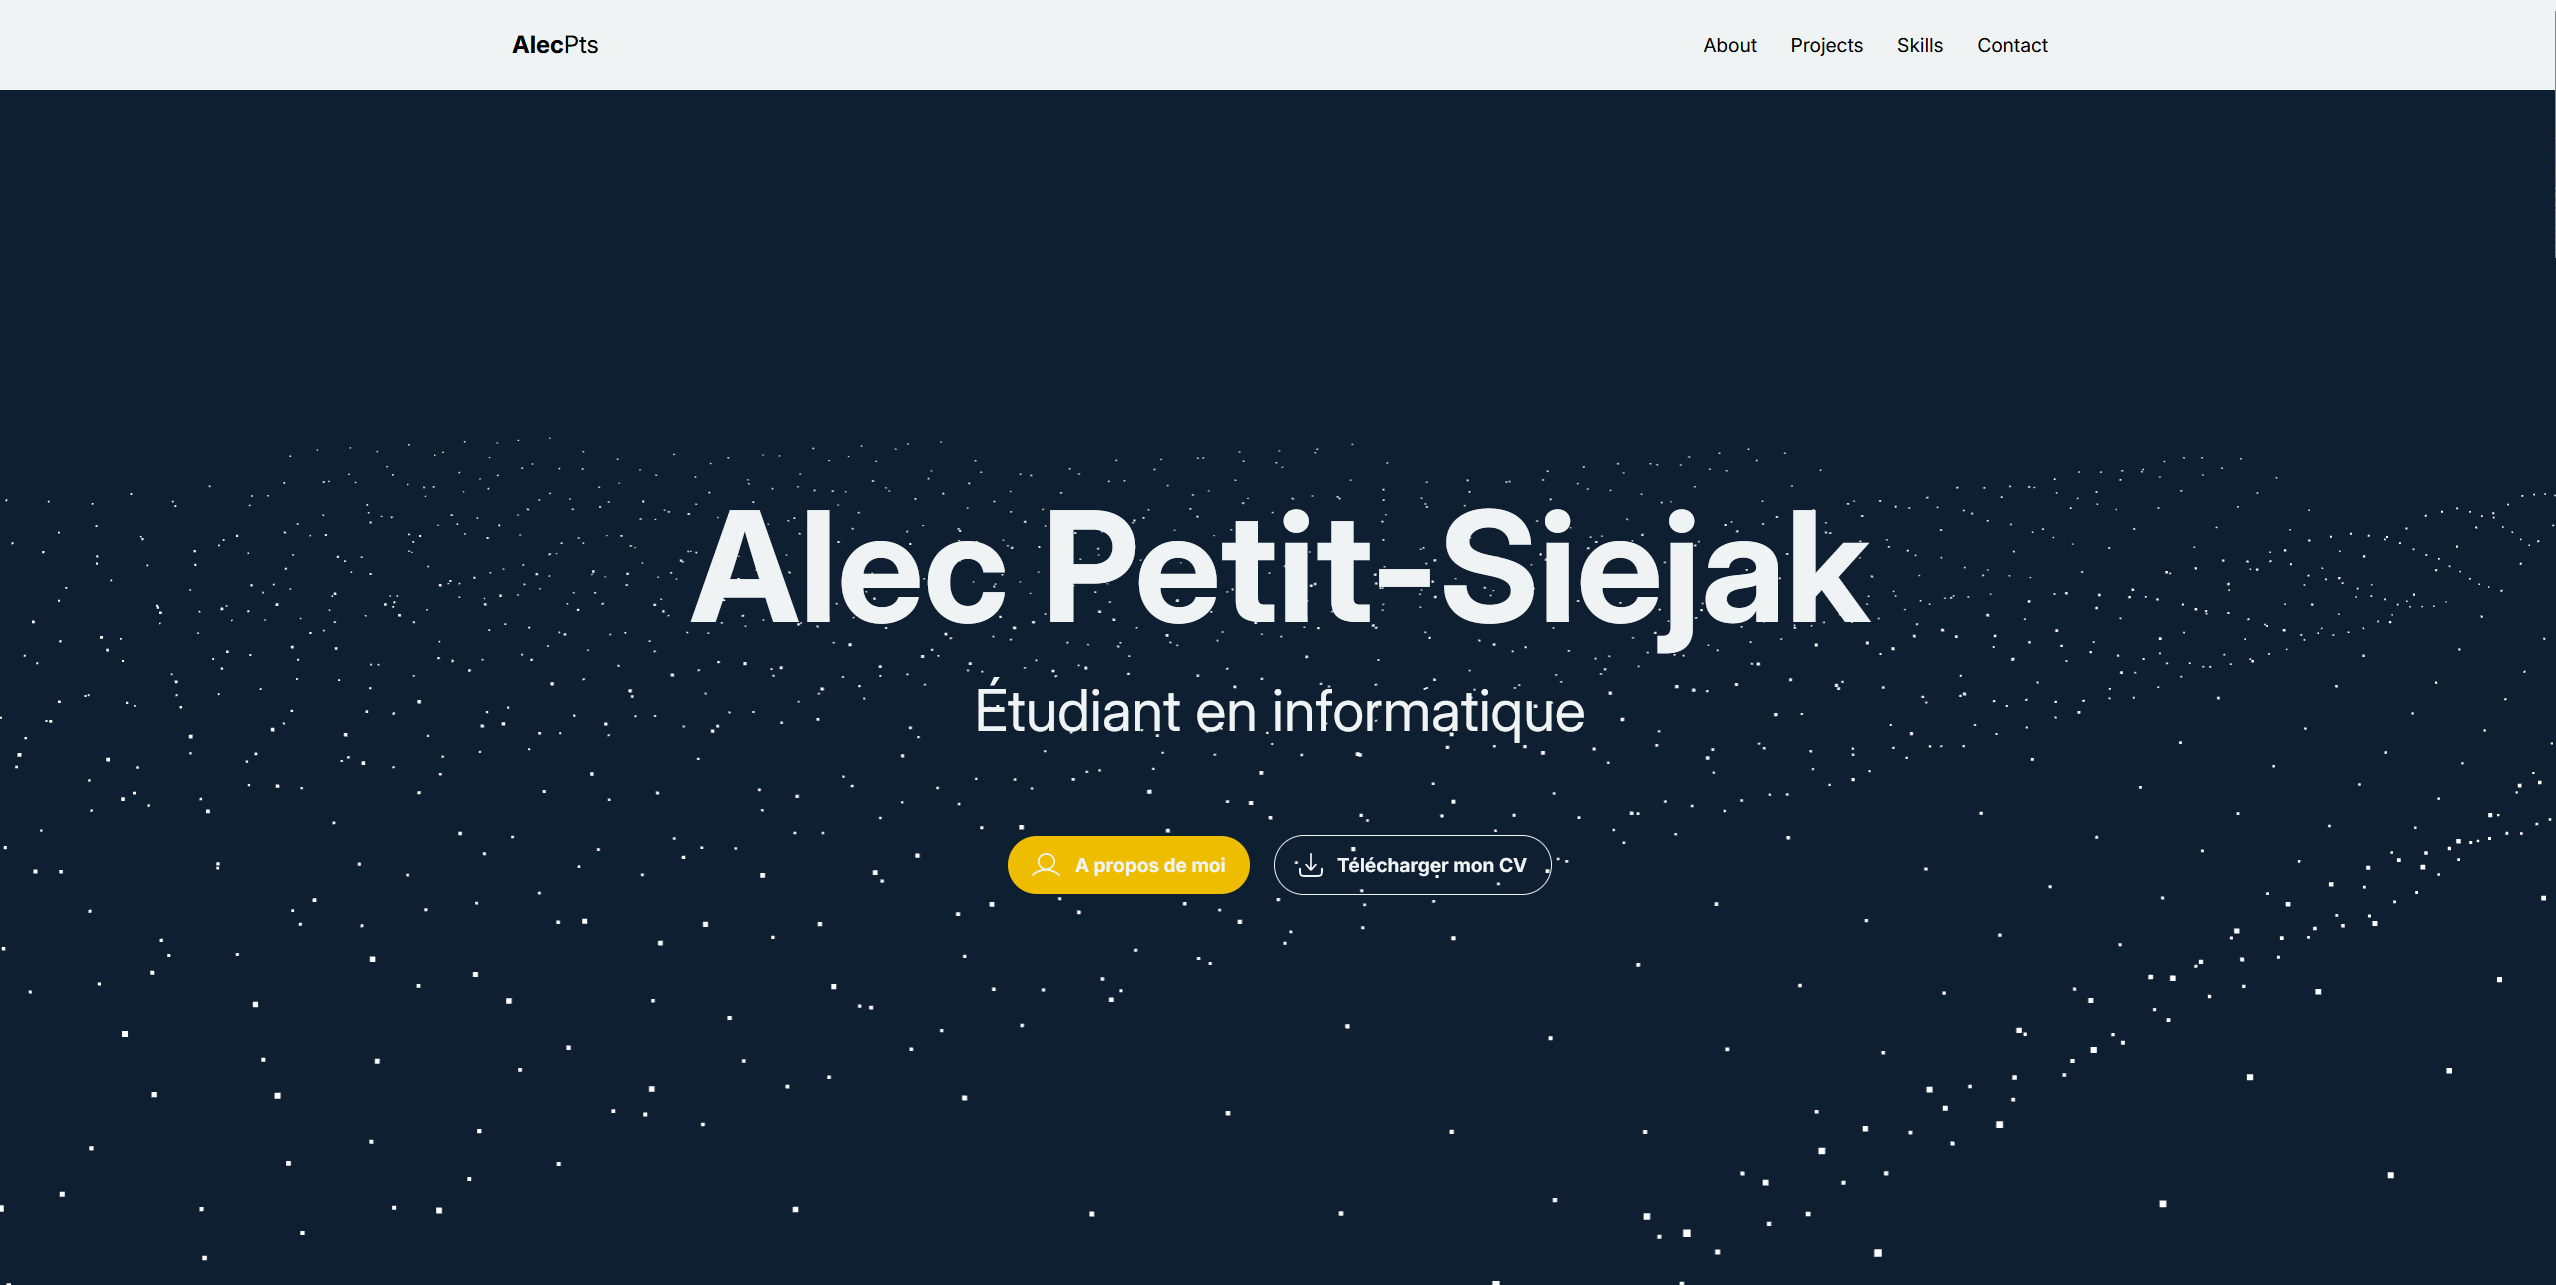 AlecPts
About Projects Skills Contact
Alec Petit-Siejak
Étudiant en informatique
A propos de moi
Télécharger mon CV